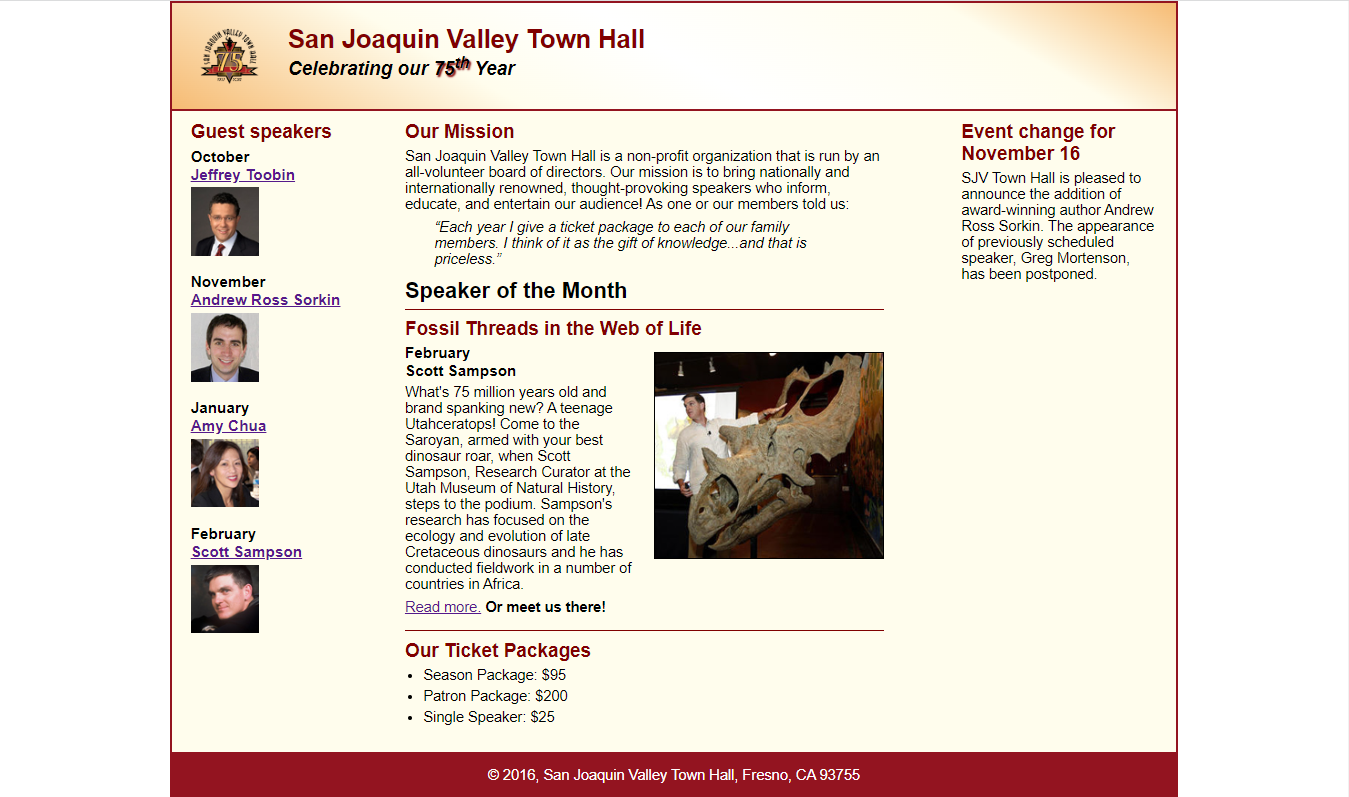 SAN JOAQUIN VALLEY TOWN HALL
75
San Joaquin Valley Town Hall
Celebrating our 75th Year
Guest speakers
October
Jeffrey Toobin
November
Andrew Ross Sorkin
January
Amy Chua
February
Scott Sampson
Our Mission
San Joaquin Valley Town Hall is a non-profit organization that is run by an
all-volunteer board of directors. Our mission is to bring nationally and
internationally renowned, thought-provoking speakers who inform,
educate, and entertain our audience! As one or our members told us:
“Each year I give a ticket package to each of our family
members. I think of it as the gift of knowledge...and that is
priceless.”
Speaker of the Month
Fossil Threads in the Web of Life
February
Scott Sampson
What's 75 million years old and
brand spanking new? A teenage
Utahceratops! Come to the
Saroyan, armed with your best
dinosaur roar, when Scott
Sampson, Research Curator at the
Utah Museum of Natural History,
steps to the podium. Sampson's
research has focused on the
ecology and evolution of late
Cretaceous dinosaurs and he has
conducted fieldwork in a number of
countries in Africa.
Read more. Or meet us there!
Our Ticket Packages
• Season Package: $95
• Patron Package: $200
• Single Speaker: $25
Event change for
November 16
SJV Town Hall is pleased to
announce the addition of
award-winning author Andrew
Ross Sorkin. The appearance
of previously scheduled
speaker, Greg Mortenson,
has been postponed.
© 2016, San Joaquin Valley Town Hall, Fresno, CA 93755